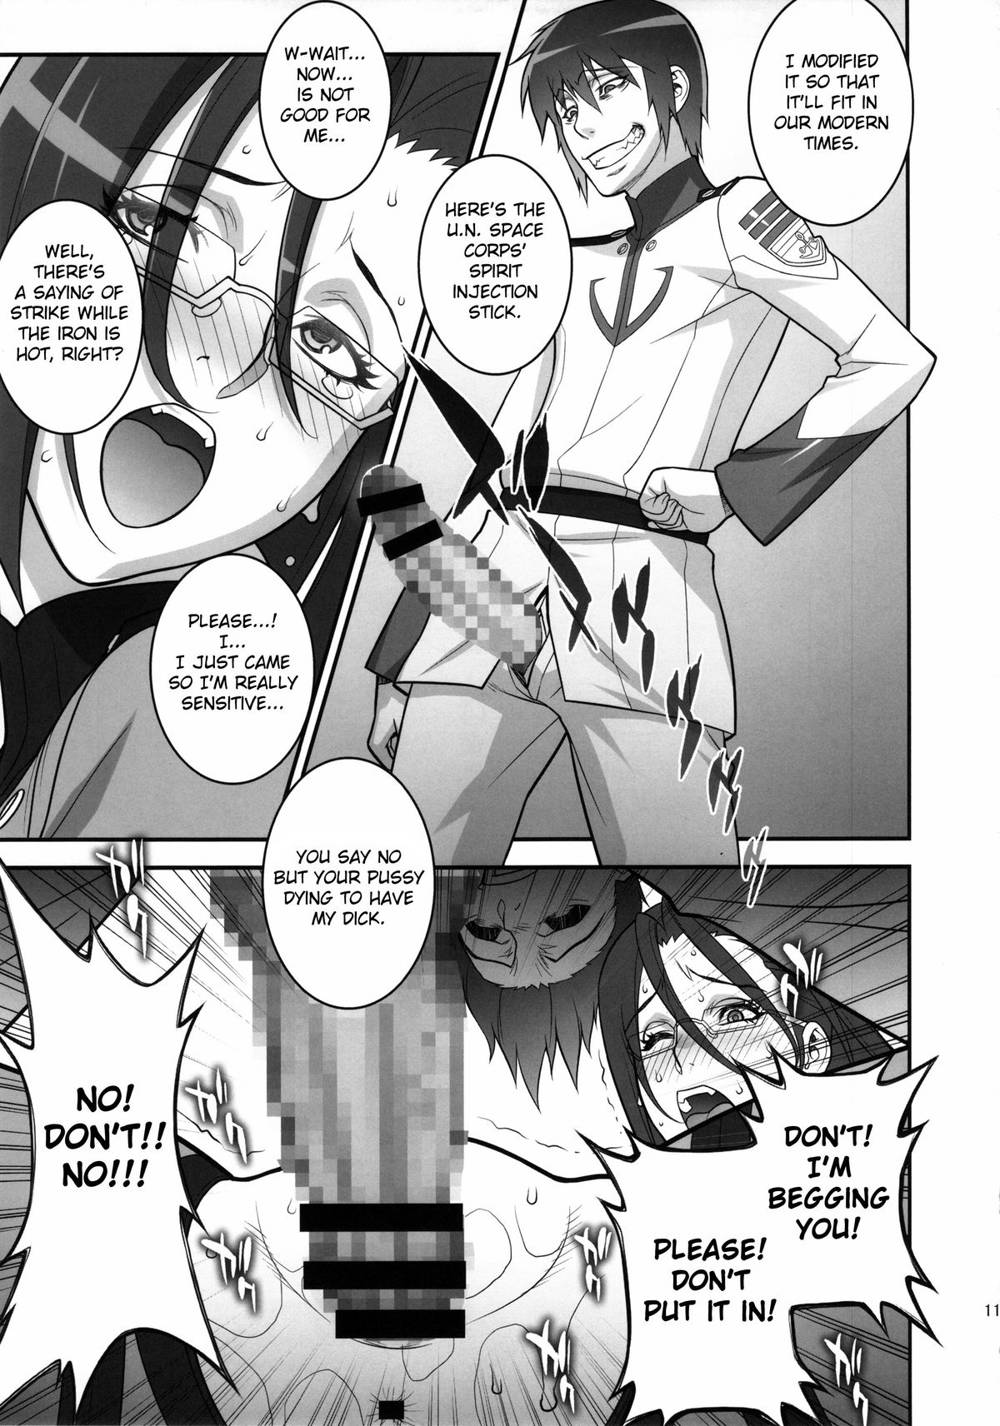 I MODIFIED
IT SO THAT
IT'LL FIT IN
OUR MODERN
TIMES.
HERE'S THE
U.N. SPACE
CORPS'
SPIRIT
INJECTION
STICK.
W-WAIT...
NOW...
IS NOT
GOOD FOR
ME...
WELL,
THERE'S
A SAYING OF
STRIKE WHILE
THE IRON IS
HOT, RIGHT?
PLEASE...!
I...
I JUST CAME
SO I'M REALLY
SENSITIVE...
YOU SAY NO
BUT YOUR PUSSY
DYING TO HAVE
MY DICK.
DON'T!
I'M
BEGGING
YOU!
PLEASE!
DON'T
PUT IT IN!
NO!
DON'T!!
NO!!!
11